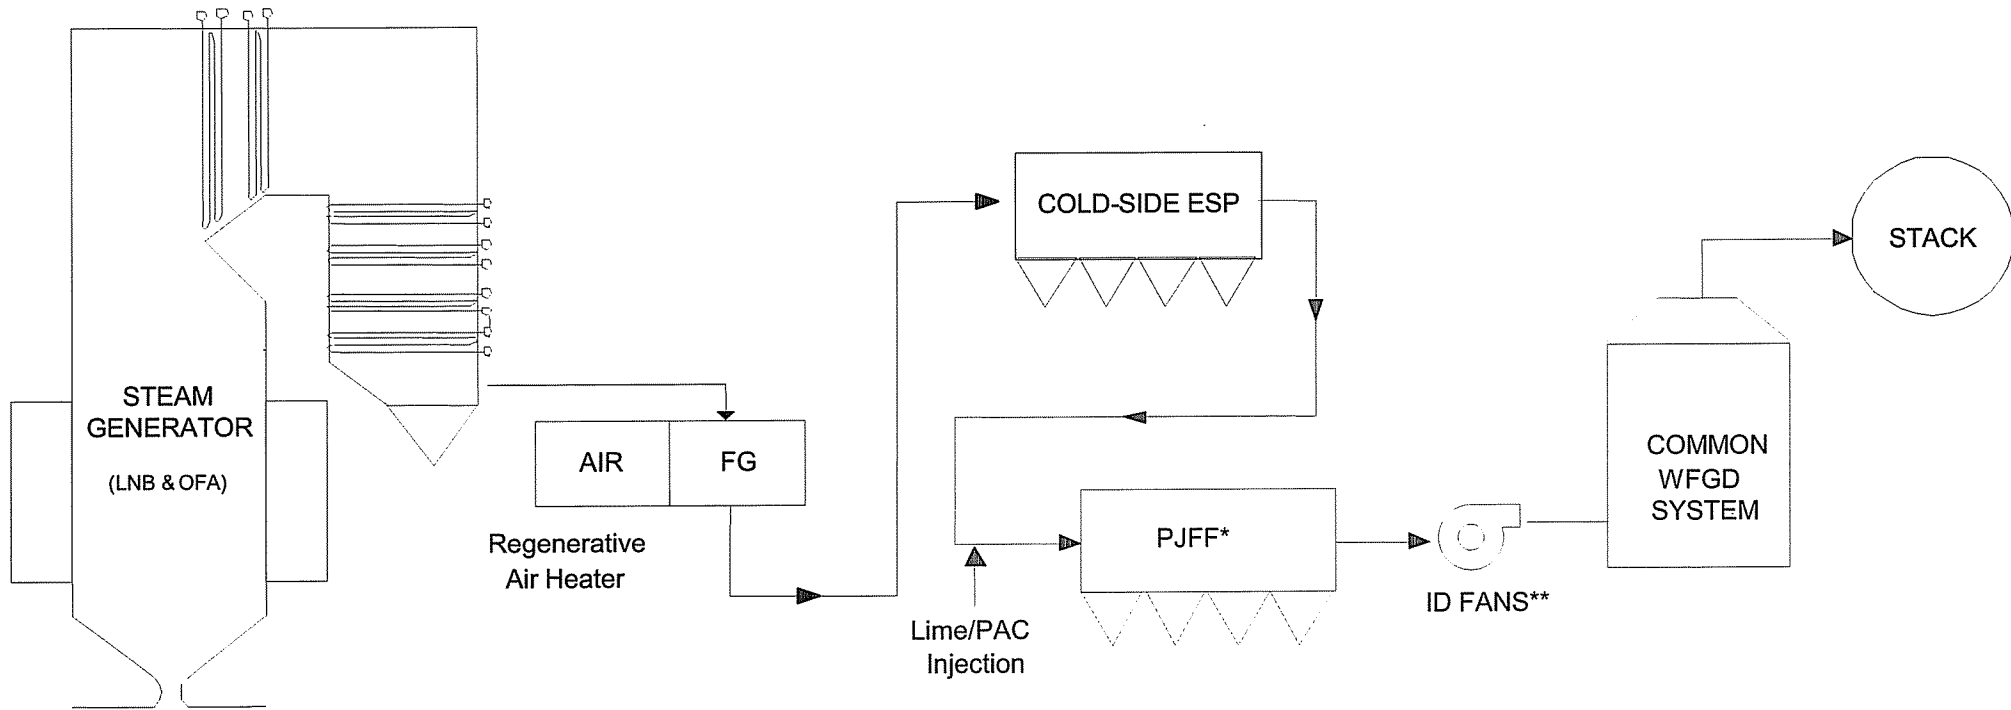 STEAM
GENERATOR
(LNB & OFA)
AIR
FG
Regenerative
Air Heater
COLD-SIDE ESP
Lime/PAC
Injection
PJFF*
ID FANS**
COMMON
WFGD
SYSTEM
STACK